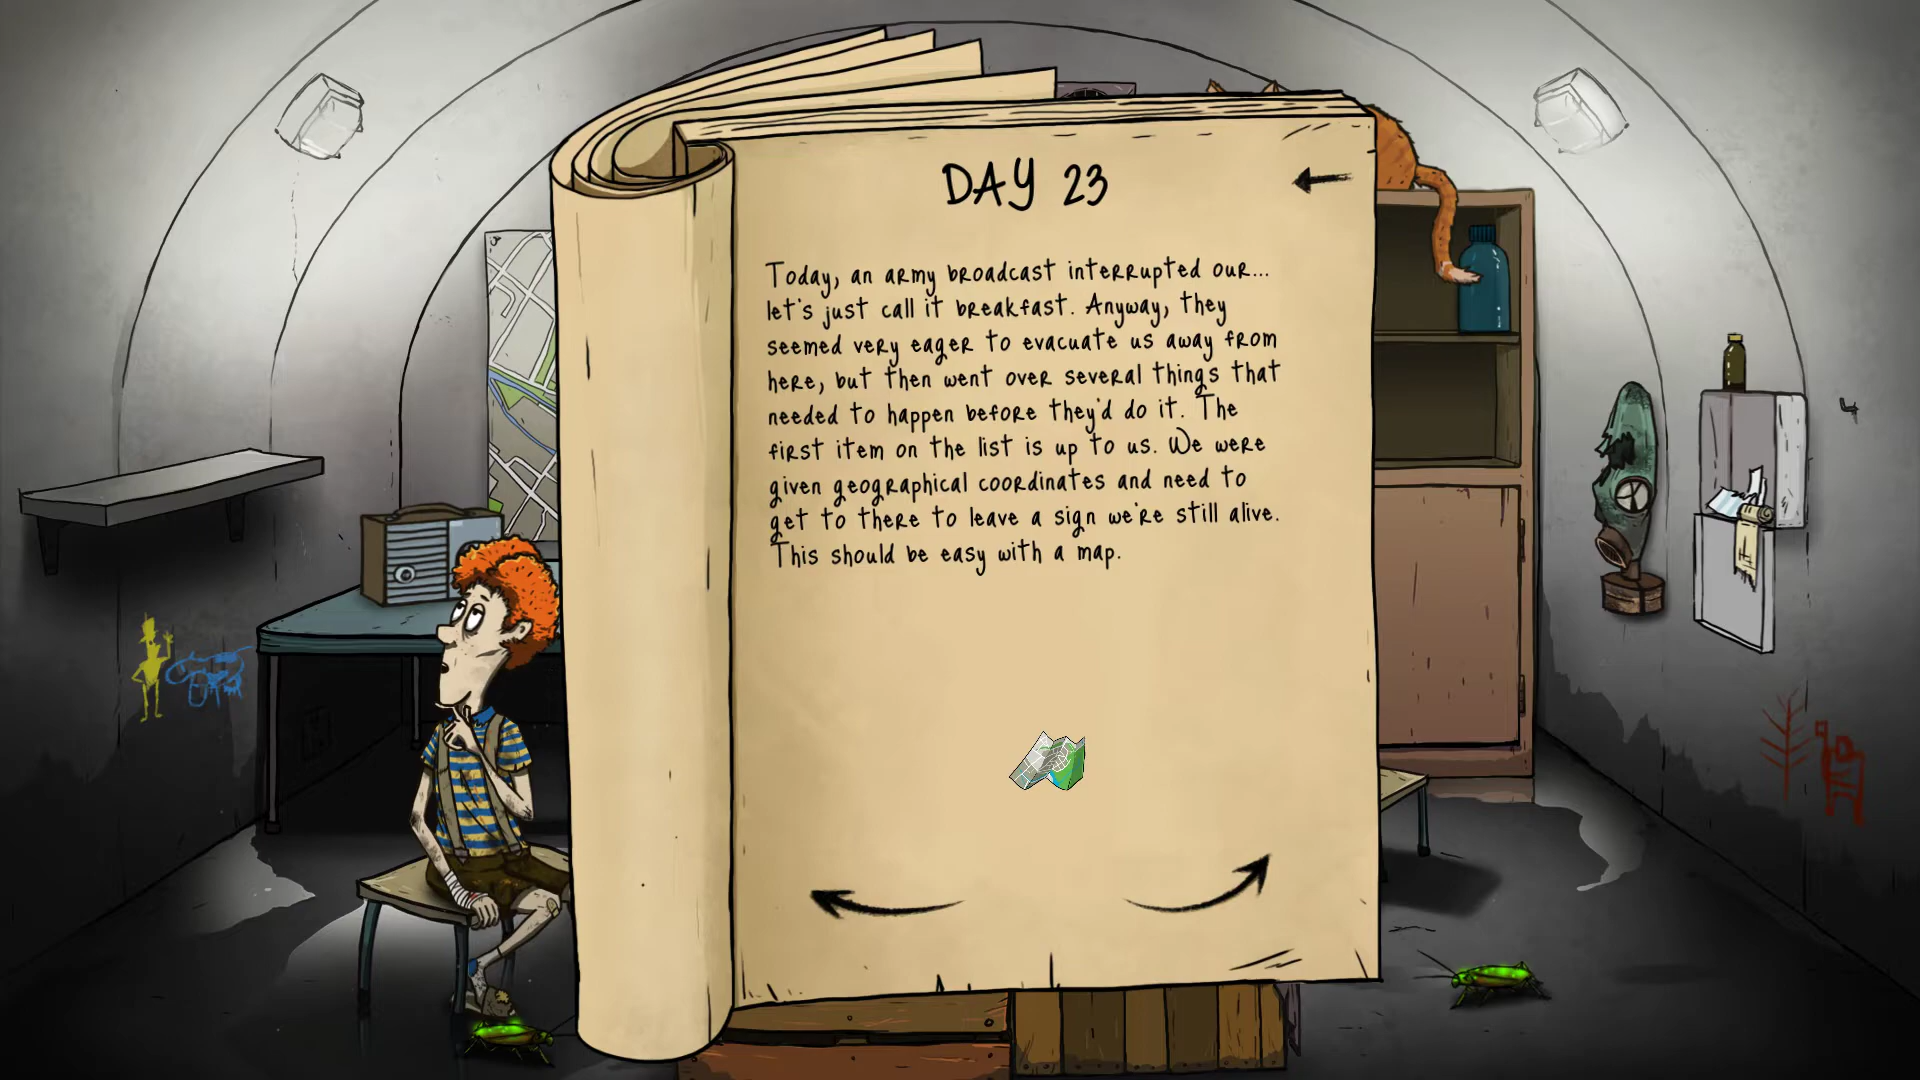 DAY 23
Today, an army broadcast interrupted our...
let's just call it breakfast. Anyway, they
seemed very eager to evacuate us away from
here, but then went over several things that
needed to happen before they'd do it. The
first item on the list is up to us. We were
given geographical coordinates and need to
get to there to leave a sign we're still alive.
This should be easy with a map.